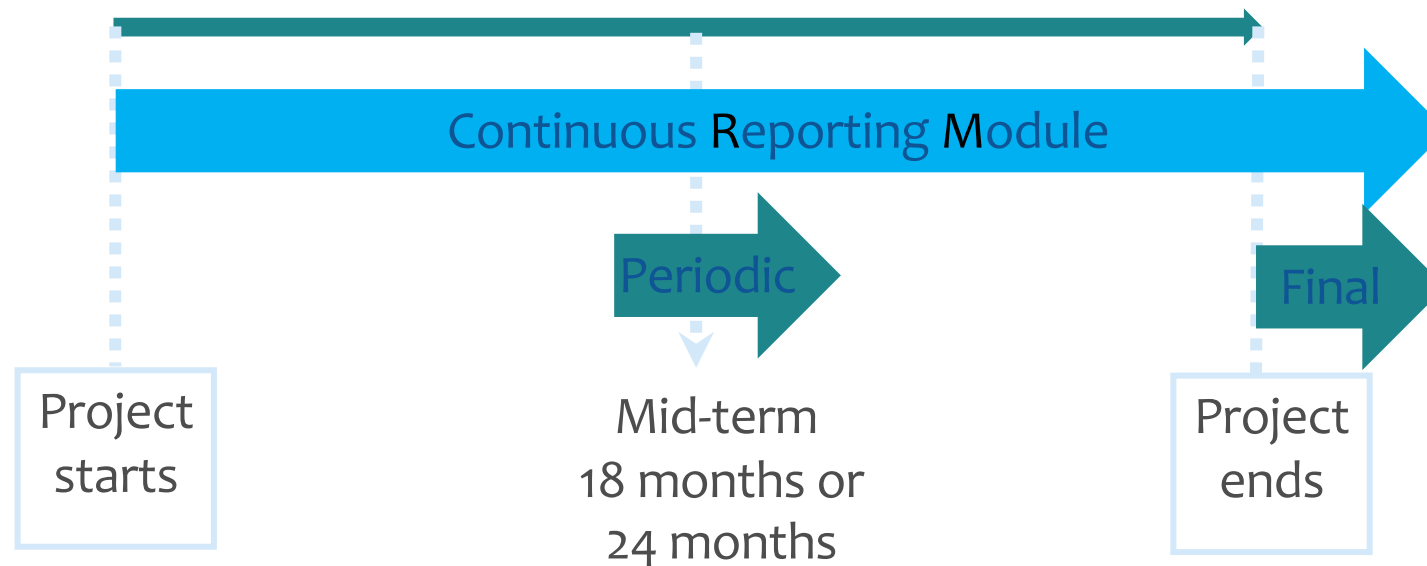 Continuous Reporting Module
Periodic
Final
Project
starts
Mid-term
18 months or
24 months
Project
ends